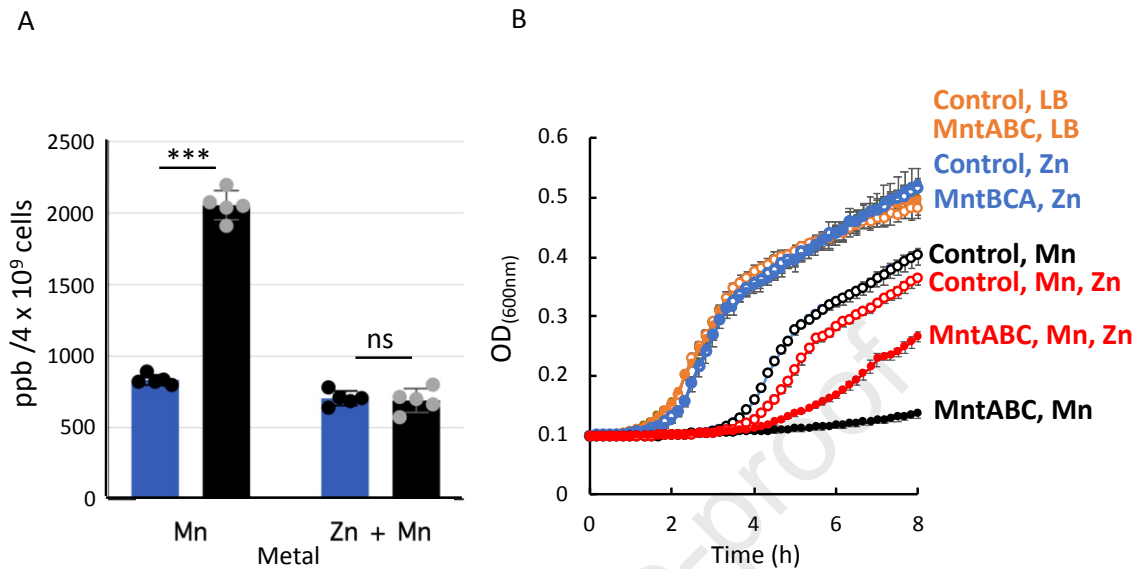 A
ppb /4 x 10⁹ cells
2500
2000
1500
1000
500
0
***
ns
Mn
Zn + Mn
Metal
B
OD(600nm)
0.6
0.5
0.4
0.3
0.2
0.1
0
0
2
4
6
8
Time (h)
Control, LB
MntABC, LB
Control, Zn
MntBCA, Zn
Control, Mn
Control, Mn, Zn
MntABC, Mn, Zn
MntABC, Mn
-proof